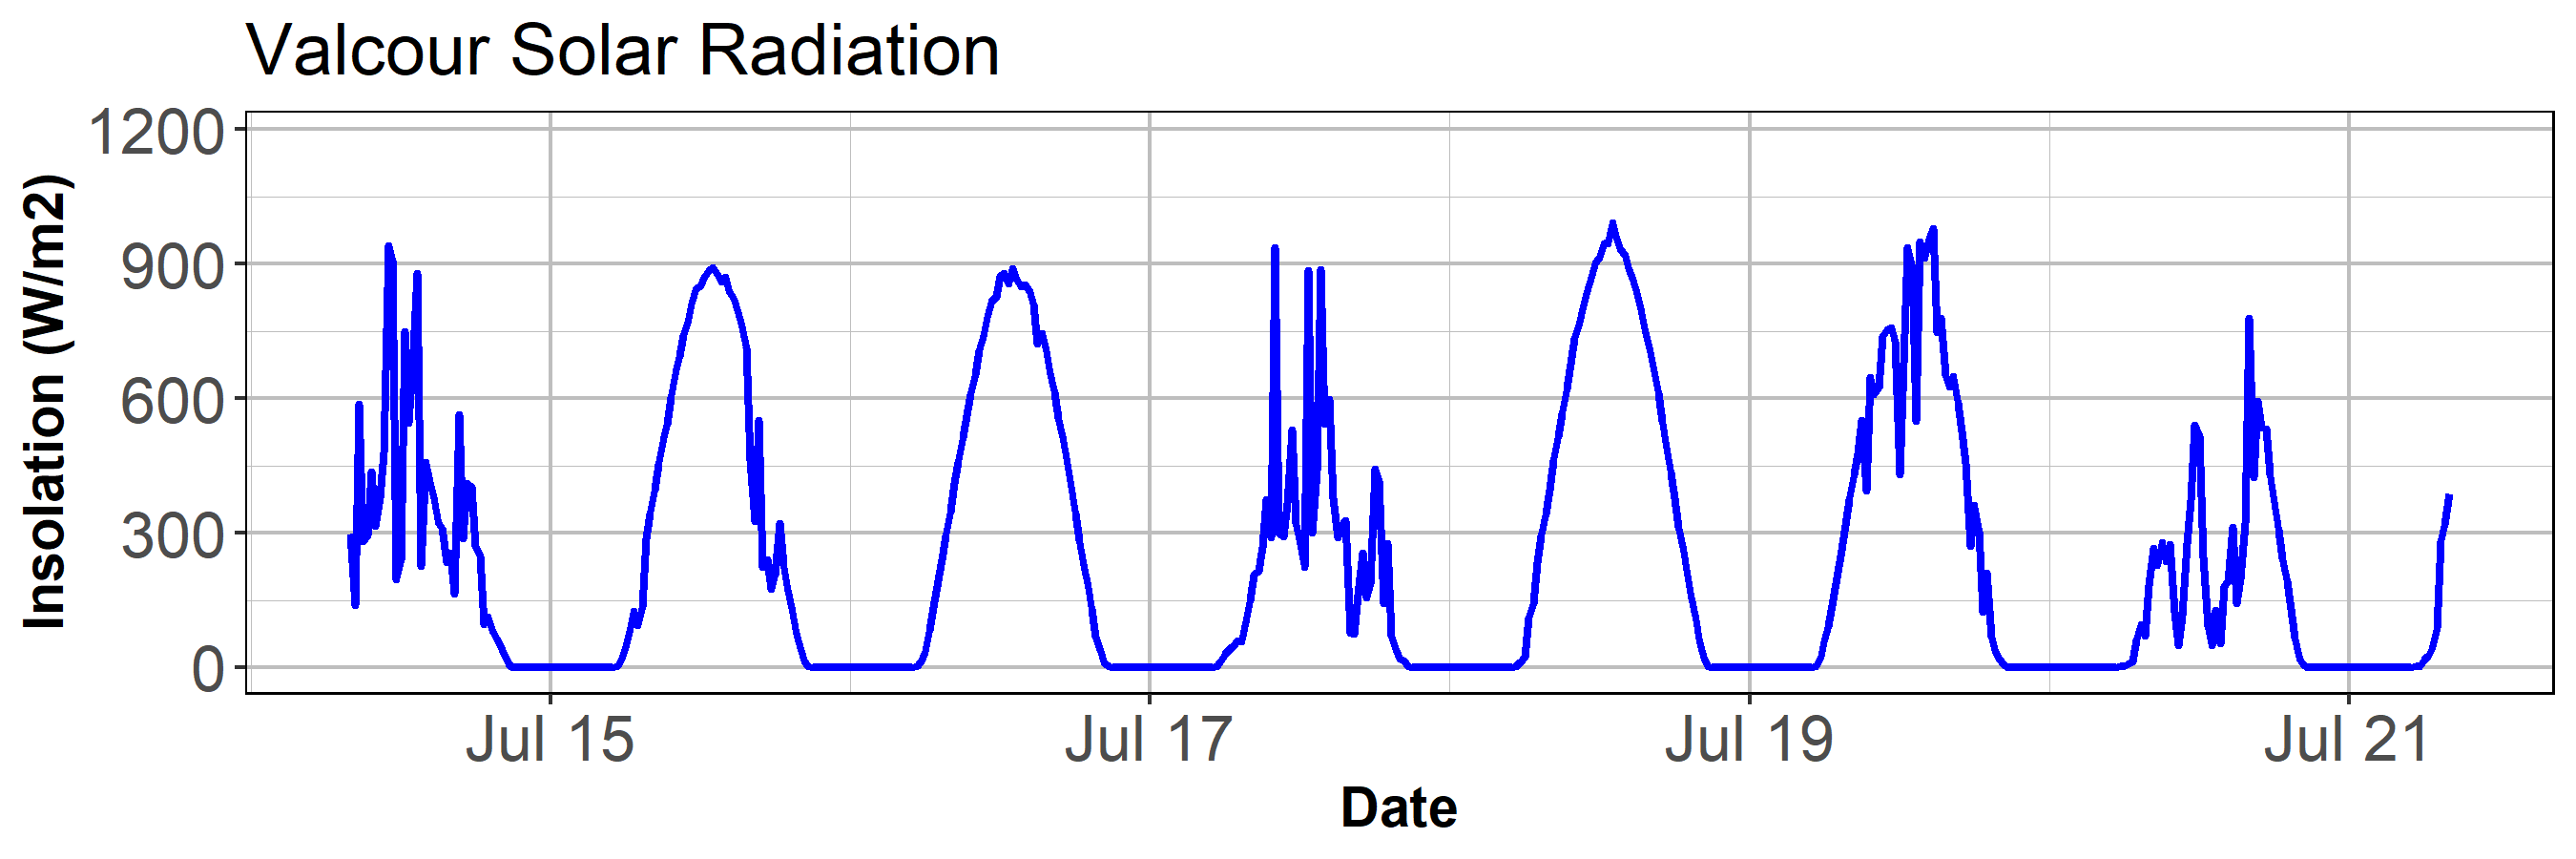 Valcour Solar Radiation
Insolation (W/m2)
1200
900
600
300
0
Jul 15
Jul 17
Jul 19
Jul 21
Date